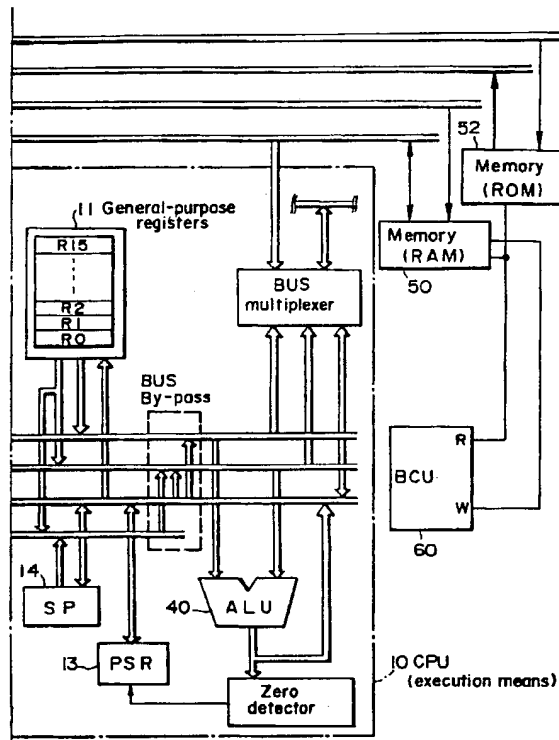 52
Memory
(ROM)
11 General-purpose
registers
R15
R2
R1
R0
Memory
(RAM)
50
BUS
multiplexer
BUS
By-pass
R
BCU
W
60
14
SP
40
ALU
13
PSR
10 CPU
(execution means)
Zero
detector